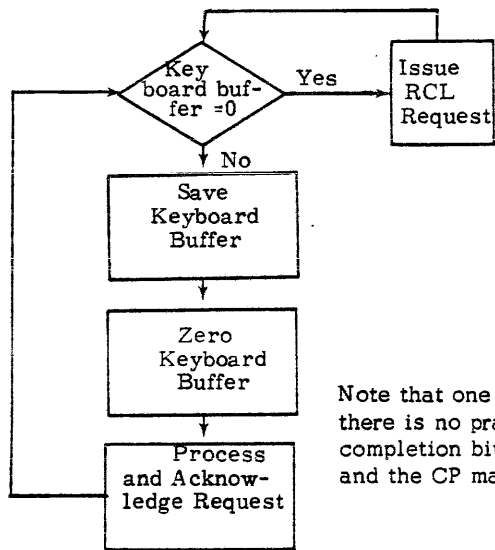 Key
board buf-
fer =0
Yes
Issue
RCL
Request
No
Save
Keyboard
Buffer
Zero
Keyboard
Buffer
Process
and Acknow-
ledge Request
Note that one
there is no pra
completion bi
and the CP ma